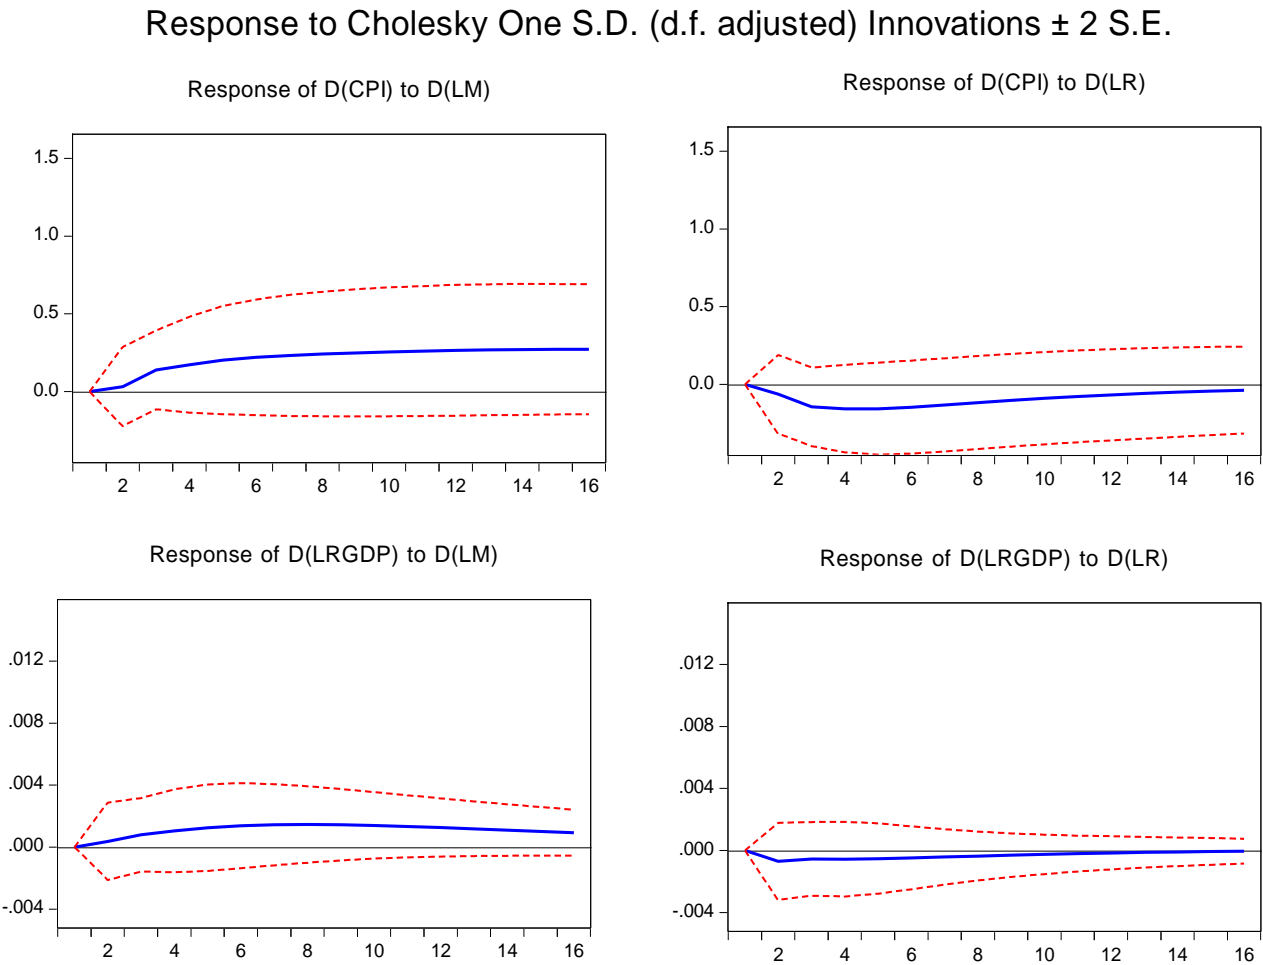 Response to Cholesky One S.D. (d.f. adjusted) Innovations ± 2 S.E.
Response of D(CPI) to D(LM)
1.5
1.0
0.5
0.0
2 4 6 8 10 12 14 16
Response of D(CPI) to D(LR)
1.5
1.0
0.5
0.0
2 4 6 8 10 12 14 16
Response of D(LRGDP) to D(LM)
.012
.008
.004
.000
-.004
2 4 6 8 10 12 14 16
Response of D(LRGDP) to D(LR)
.012
.008
.004
.000
-.004
2 4 6 8 10 12 14 16